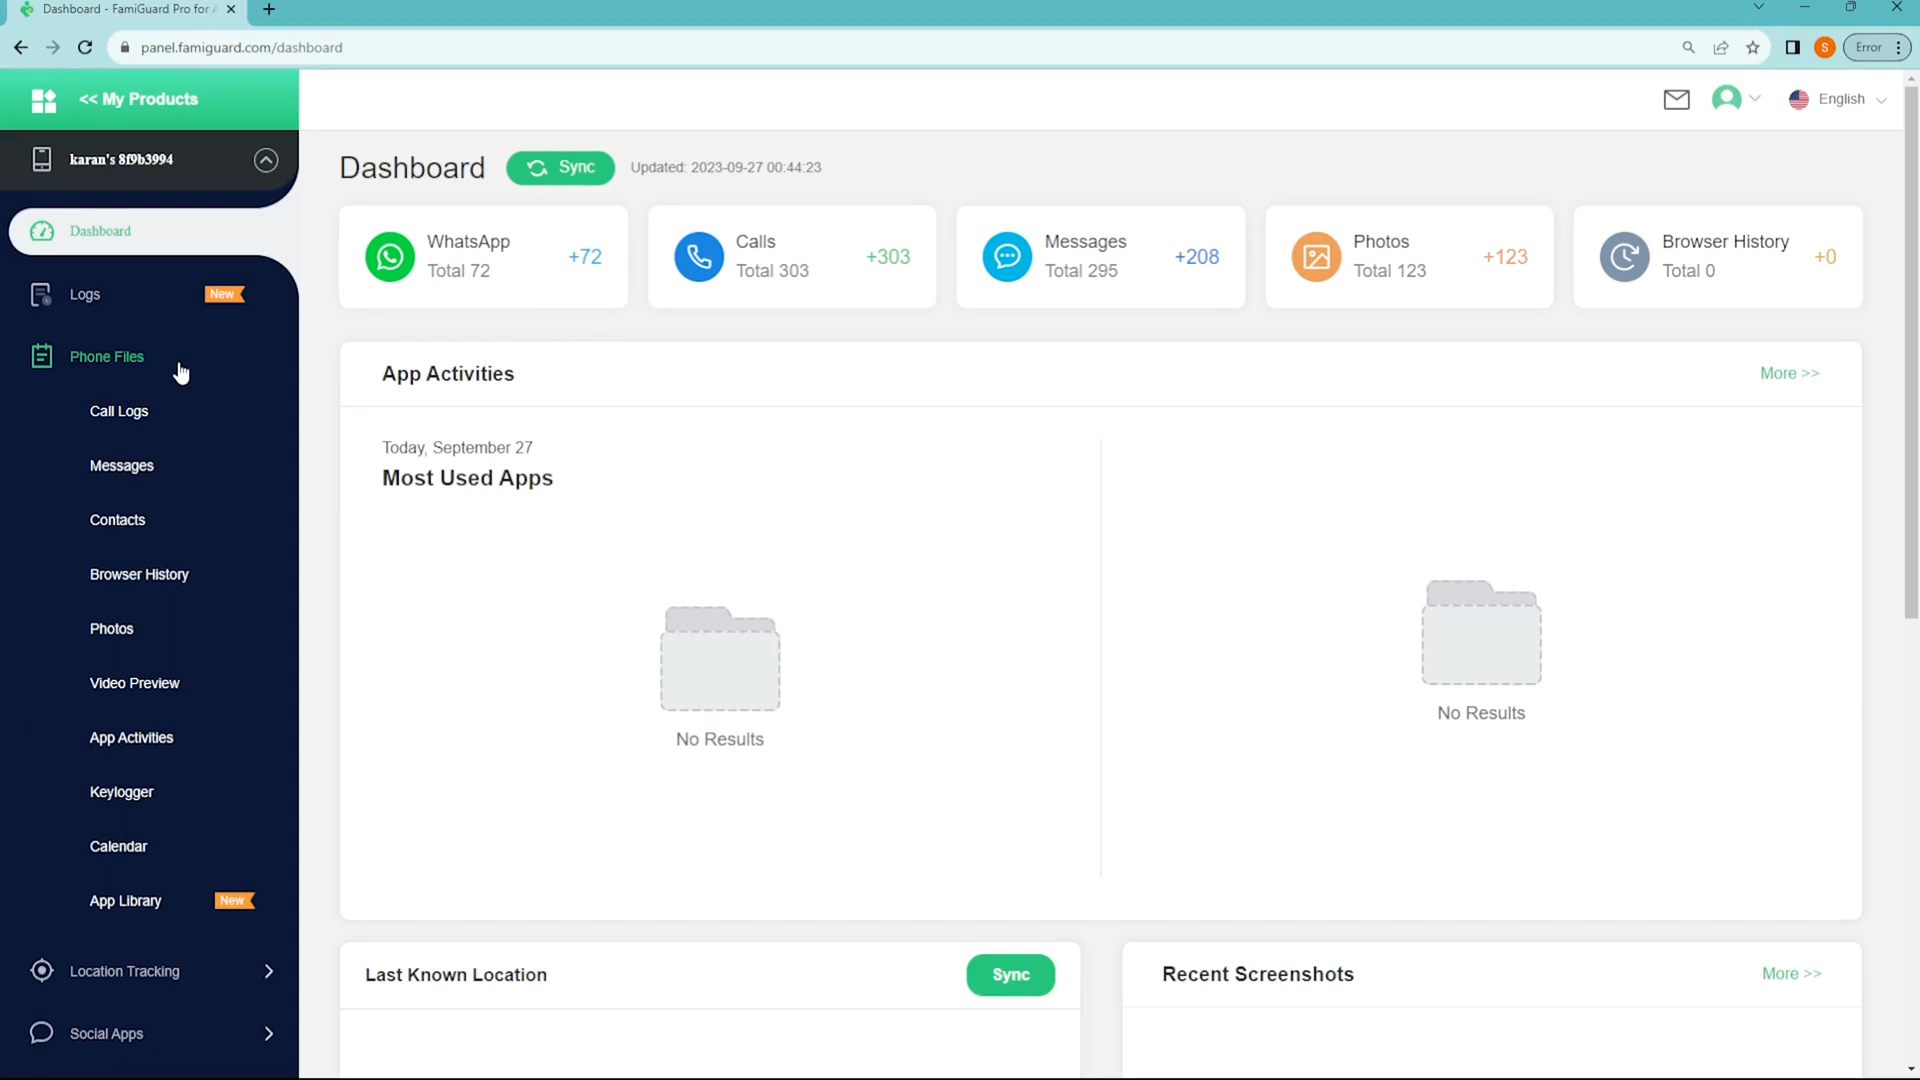 Dashboard - FamiGuard Pro for
panel.famiguard.com/dashboard
S
Error
<< My Products
English
karan's 8f9b3994
Dashboard
Sync
Updated: 2023-09-27 00:44:23
Dashboard
WhatsApp
Total 72
+72
Calls
Total 303
+303
Messages
Total 295
+208
Photos
Total 123
+123
Browser History
Total 0
+0
Logs
New
Phone Files
Call Logs
Messages
Contacts
Browser History
Photos
Video Preview
App Activities
Keylogger
Calendar
App Library
New
Location Tracking
Social Apps
App Activities
More >>
Today, September 27
Most Used Apps
No Results
No Results
Last Known Location
Sync
Recent Screenshots
More >>